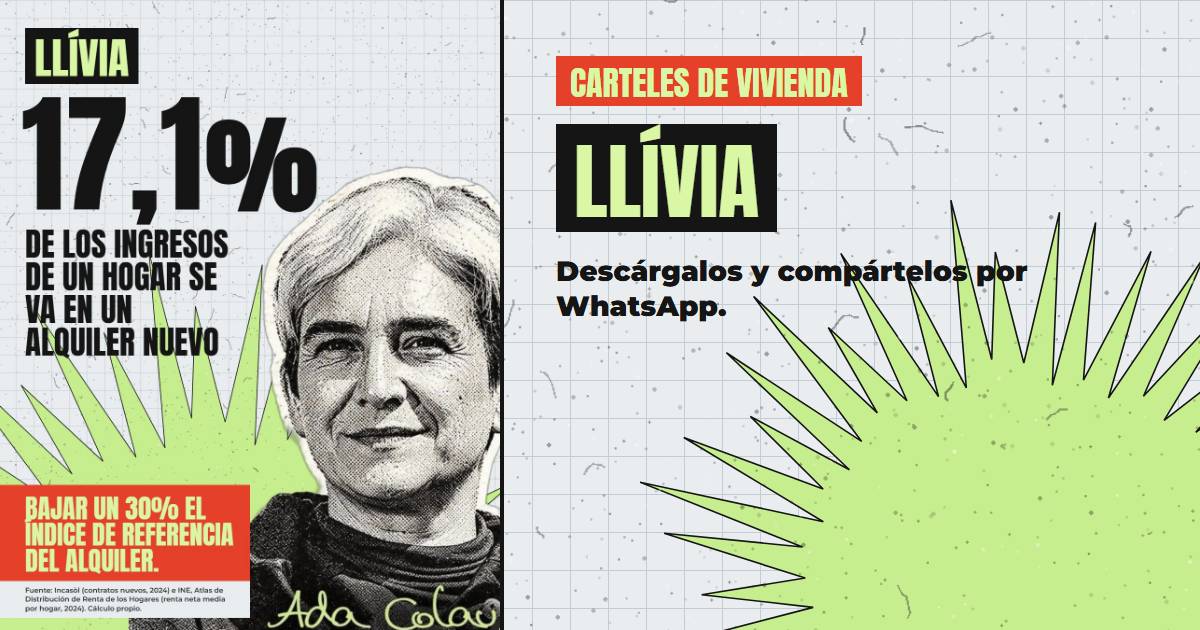 LLÍVIA
17,1%
DE LOS INGRESOS
DE UN HOGAR SE
VA EN UN
ALQUILER NUEVO
BAJAR UN 30% EL
ÍNDICE DE REFERENCIA
DEL ALQUILER.
Fuente: Incasòl (contratos nuevos, 2024) e INE, Atlas de
Distribución de Renta de los Hogares (renta neta media
por hogar, 2024). Cálculo propio.
Ada Colau
CARTELES DE VIVIENDA
LLÍVIA
Descárgalos y compártelos por
WhatsApp.